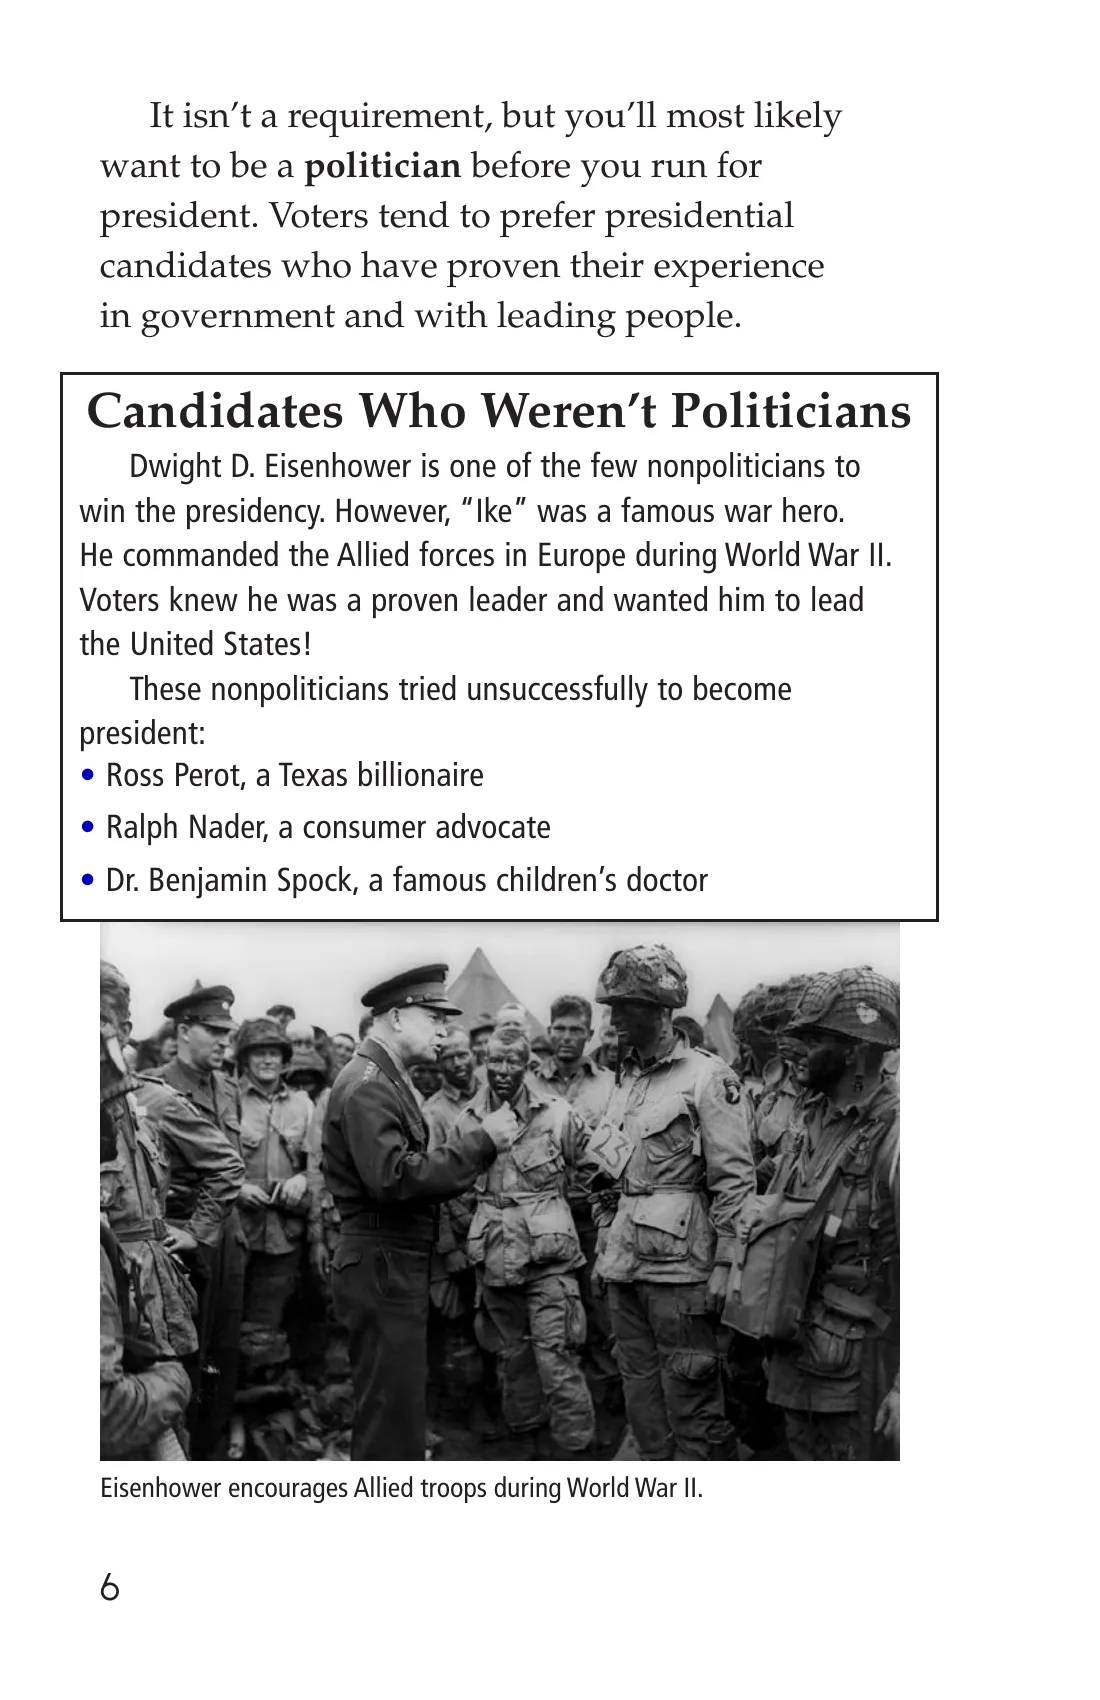 It isn’t a requirement, but you’ll most likely
want to be a politician before you run for
president. Voters tend to prefer presidential
candidates who have proven their experience
in government and with leading people.
Candidates Who Weren’t Politicians
Dwight D. Eisenhower is one of the few nonpoliticians to
win the presidency. However, “Ike” was a famous war hero.
He commanded the Allied forces in Europe during World War II.
Voters knew he was a proven leader and wanted him to lead
the United States!
These nonpoliticians tried unsuccessfully to become
president:
• Ross Perot, a Texas billionaire
• Ralph Nader, a consumer advocate
• Dr. Benjamin Spock, a famous children’s doctor
23
Eisenhower encourages Allied troops during World War II.
6